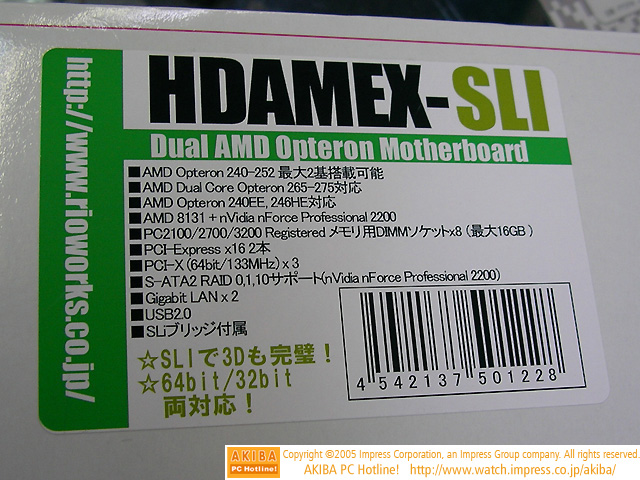 http://www.rioworks.co.jp/
HDAMEX-SLI
Dual AMD Opteron Motherboard
■AMD Opteron 240-252 最大2基搭載可能
■AMD Dual Core Opteron 265-275対応
■AMD Opteron 240EE, 246HE対応
■AMD 8131 + nVidia nForce Professional 2200
■PC2100/2700/3200 Registered メモリ用DIMMソケットx8 (最大16GB )
■PCI-Express x16 2本
■PCI-X (64bit/133MHz) x 3
■S-ATA2 RAID 0,1,10サポート(nVidia nForce Professional 2200)
■Gigabit LAN x 2
■USB2.0
■SLiブリッジ付属
☆SLIで3Dも完璧！
☆64bit/32bit
両対応！
4 542137 501228
AKIBA
PC Hotline!
Copyright ©2005 Impress Corporation, an Impress Group company. All rights reserved.
AKIBA PC Hotline! http://www.watch.impress.co.jp/akiba/